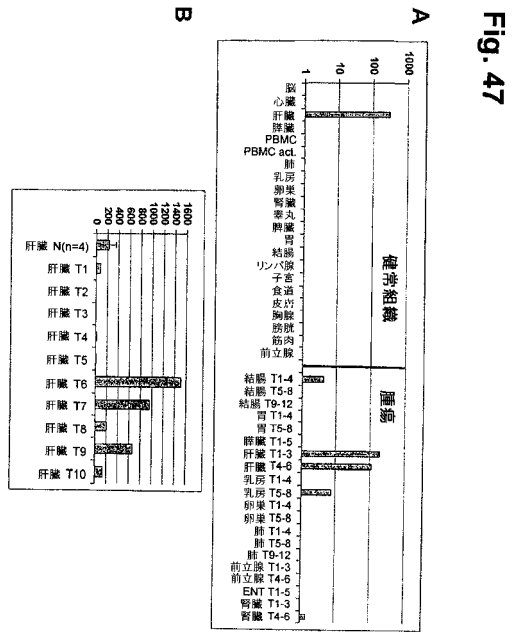 Fig. 47
A
1000
100
10
1
健常組織
腫瘍
脳
心臓
肝臓
膵臓
PBMC
PBMC act.
肺
乳房
卵巣
腎臓
睾丸
脾臓
胃
結腸
リンパ腺
子宮
食道
皮膚
胸腺
膀胱
筋肉
前立腺
結腸 T1-4
結腸 T5-8
結腸 T9-12
胃 T1-4
胃 T5-8
膵臓 T1-5
肝臓 T1-3
肝臓 T4-6
乳房 T1-4
乳房 T5-8
卵巣 T1-4
卵巣 T5-8
肺 T1-4
肺 T5-8
肺 T9-12
前立腺 T1-3
前立腺 T4-6
ENT T1-5
腎臓 T1-3
腎臓 T4-6
B
1600
1400
1200
1000
800
600
400
200
0
肝臓 N(n=4)
肝臓 T1
肝臓 T2
肝臓 T3
肝臓 T4
肝臓 T5
肝臓 T6
肝臓 T7
肝臓 T8
肝臓 T9
肝臓 T10